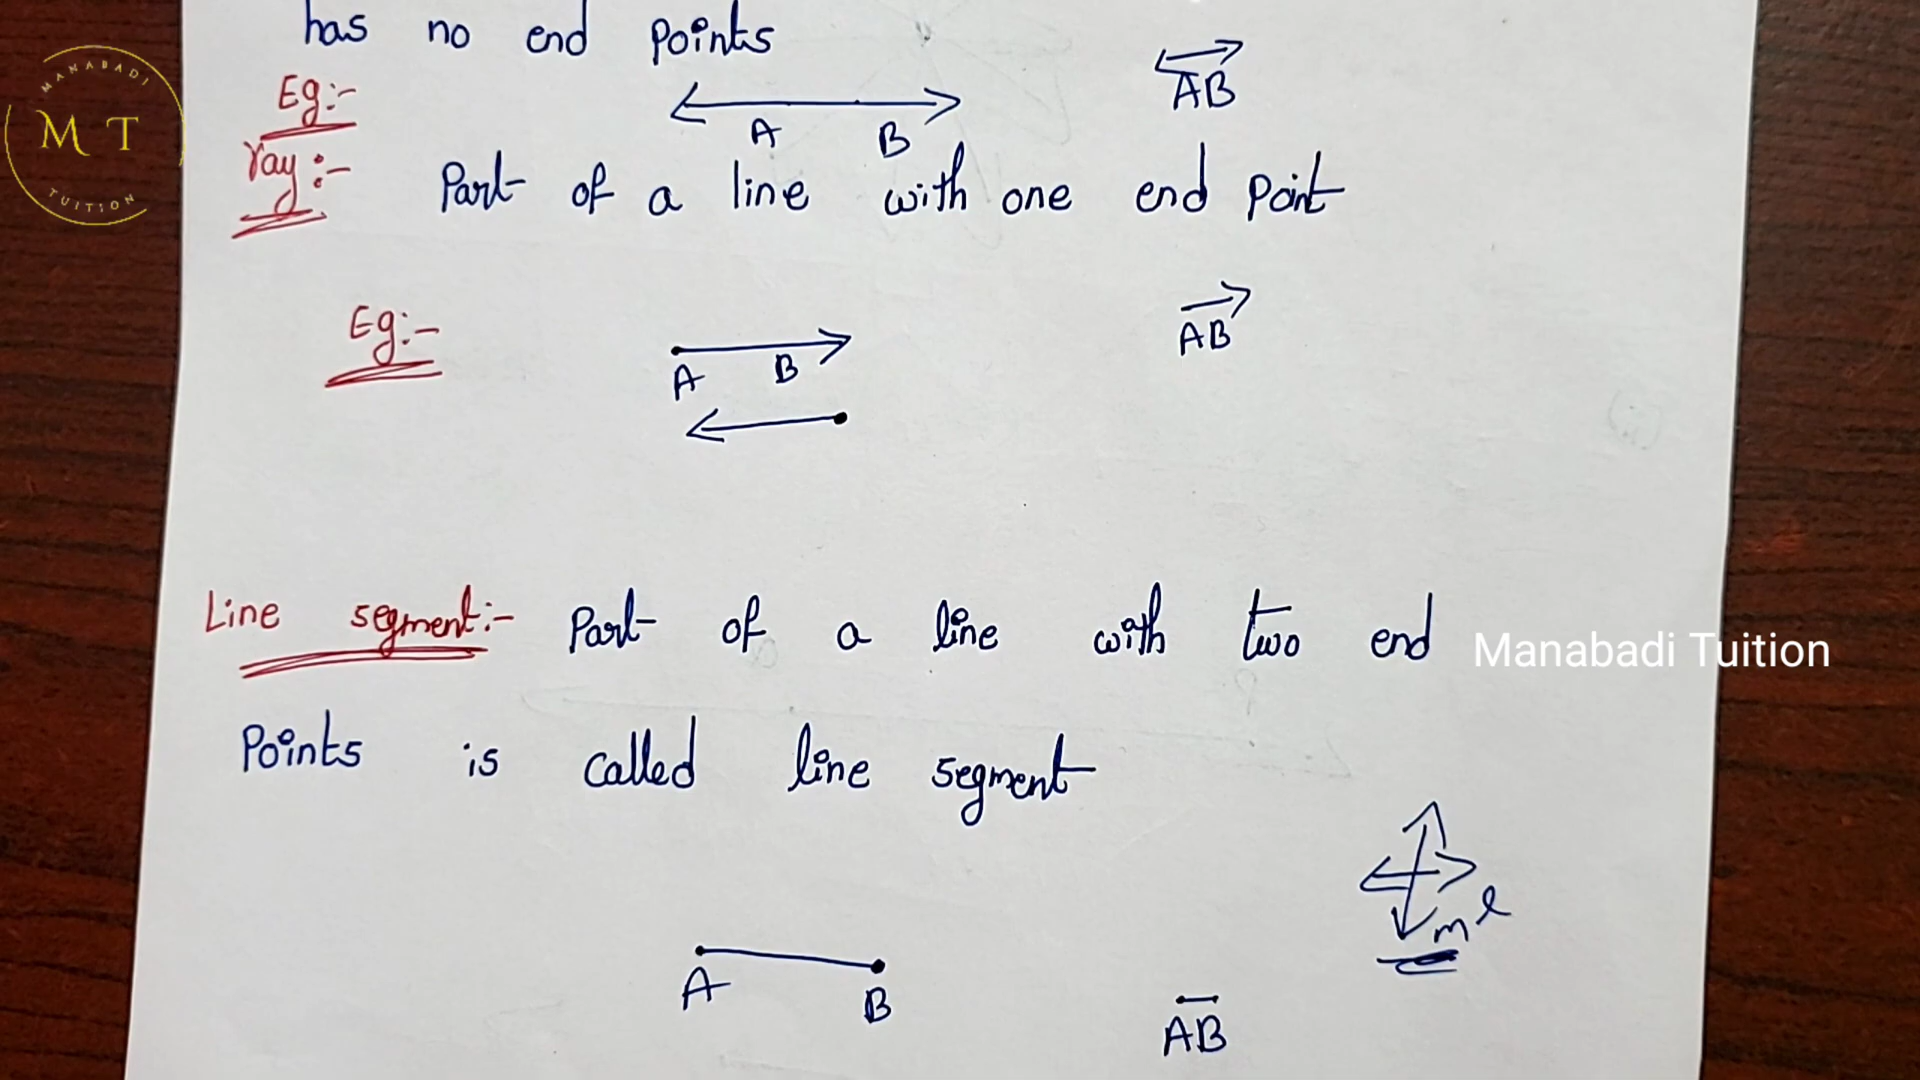 has no end points
Eg:-
A B
AB
MANABADI
MT
TUITION
ray:- Part of a line with one end point
Eg:-
A B
AB
Line segment:- Part of a line with two end
Manabadi Tuition
Points is called line segment
m l
A B
AB